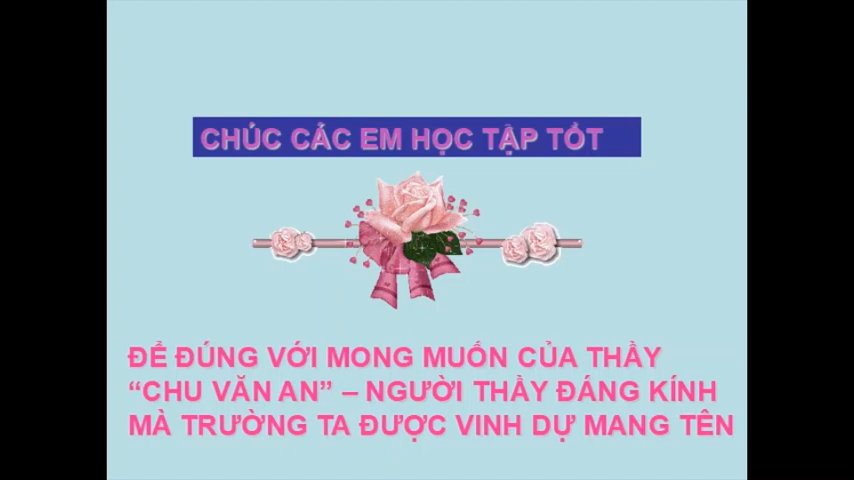 CHÚC CÁC EM HỌC TẬP TỐT
ĐỂ ĐÚNG VỚI MONG MUỐN CỦA THẦY
“CHU VĂN AN” – NGƯỜI THẦY ĐÁNG KÍNH
MÀ TRƯỜNG TA ĐƯỢC VINH DỰ MANG TÊN